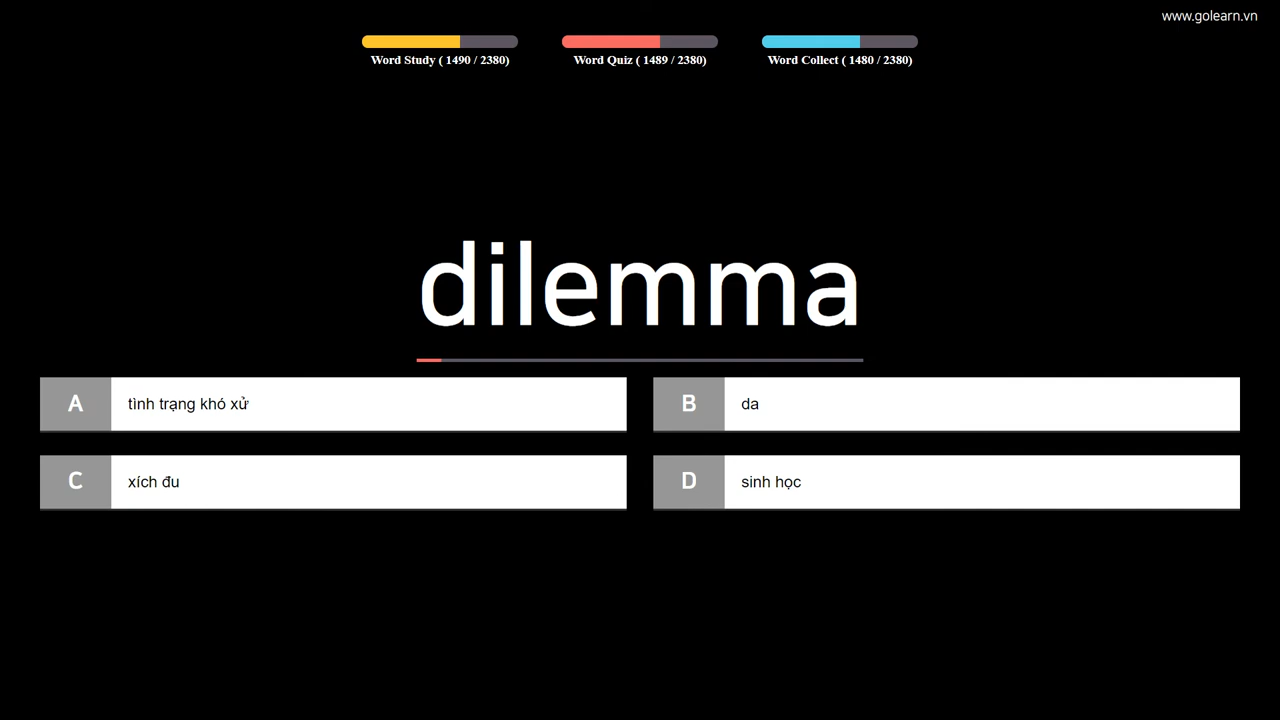 www.golearn.vn
Word Study ( 1490 / 2380)
Word Quiz ( 1489 / 2380)
Word Collect ( 1480 / 2380)
dilemma
A tình trạng khó xử
B da
C xích đu
D sinh học